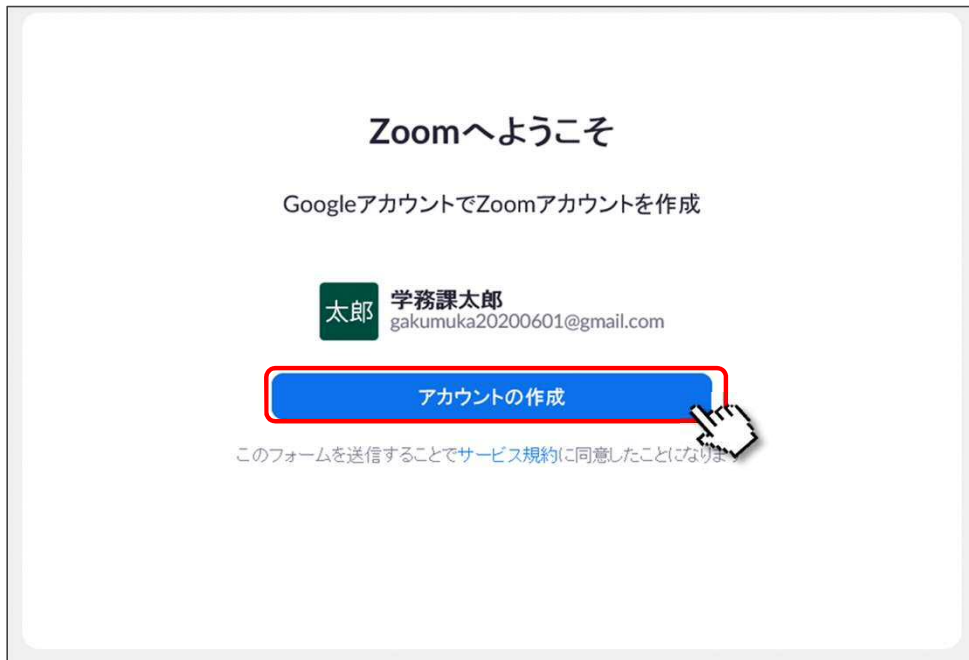 Zoomへようこそ
GoogleアカウントでZoomアカウントを作成
太郎
学務課太郎
gakumuka20200601@gmail.com
アカウントの作成
このフォームを送信することでサービス規約に同意したことになります